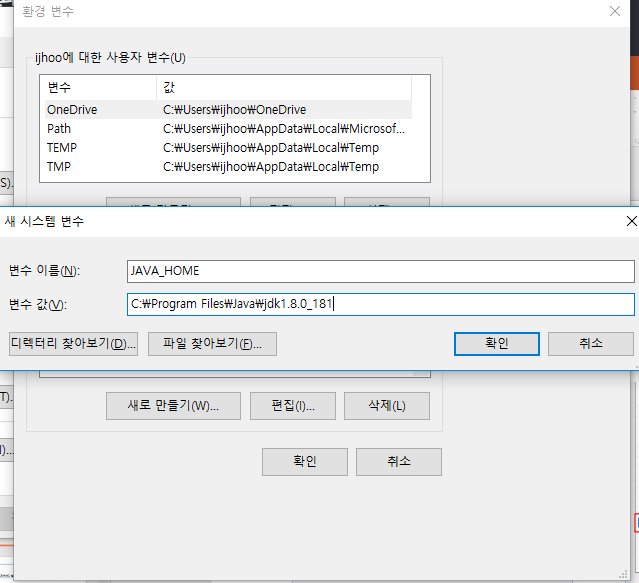 환경 변수
ijhoo에 대한 사용자 변수(U)
변수 값
OneDrive C:₩Users₩ijhoo₩OneDrive
Path C:₩Users₩ijhoo₩AppData₩Local₩Microsof...
TEMP C:₩Users₩ijhoo₩AppData₩Local₩Temp
TMP C:₩Users₩ijhoo₩AppData₩Local₩Temp
S).
새 시스템 변수
변수 이름(N): JAVA_HOME
변수 값(V): C:₩Program Files₩Java₩jdk1.8.0_181
디렉터리 찾아보기(D)... 파일 찾아보기(F)... 확인 취소
T).
새로 만들기(W)... 편집(I)... 삭제(L)
확인 취소